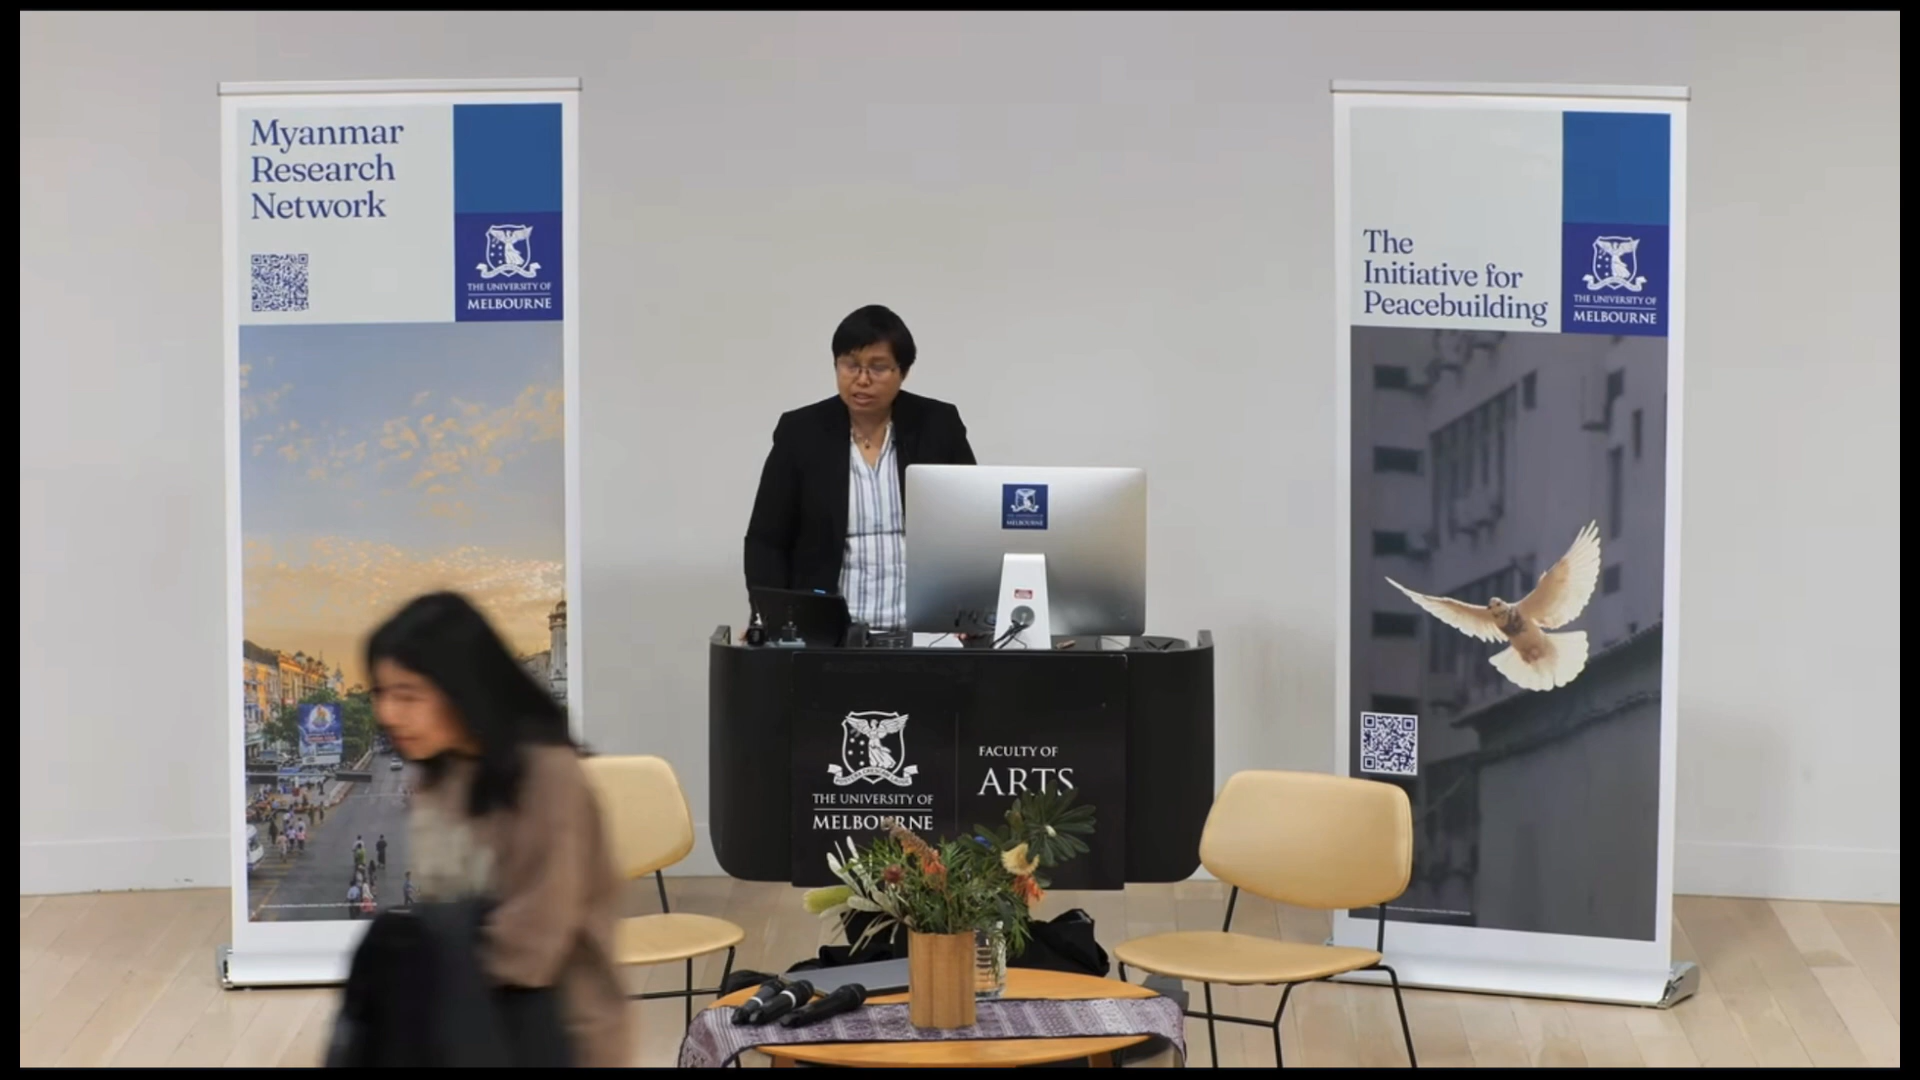 Myanmar
Research
Network
THE UNIVERSITY OF
MELBOURNE
The
Initiative for
Peacebuilding
THE UNIVERSITY OF
MELBOURNE
MELBOURNE
THE UNIVERSITY OF
MELBOURNE
FACULTY OF
ARTS